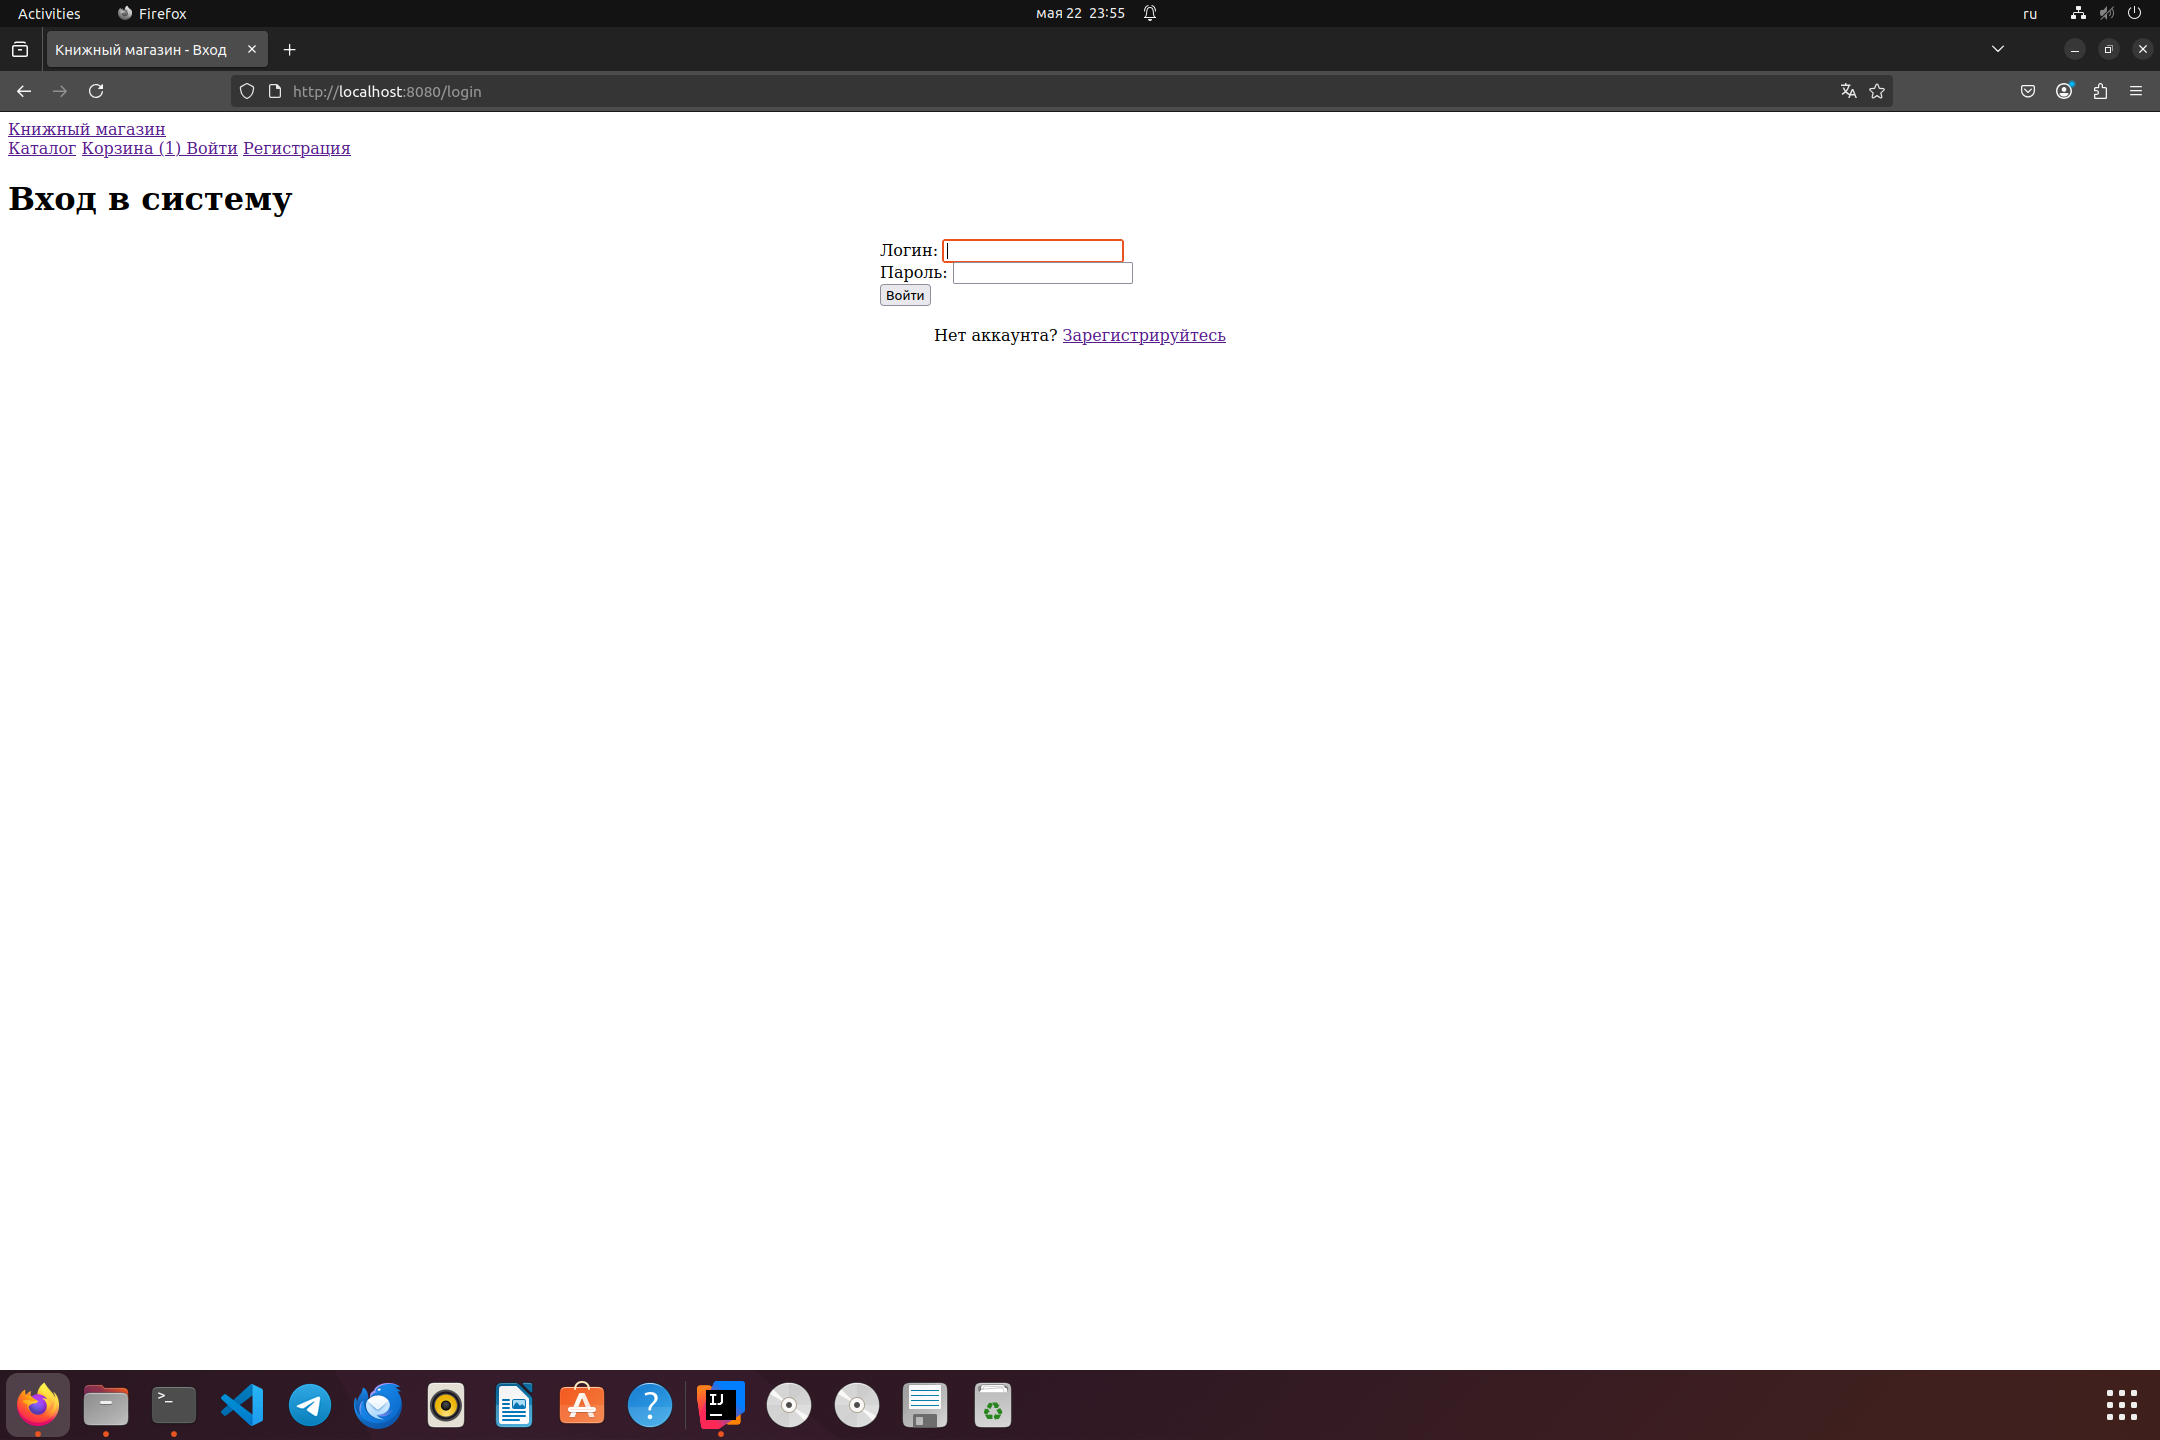 Activities Firefox мая 22 23:55 ru
Книжный магазин - Вход
http://localhost:8080/login
Книжный магазин
Каталог Корзина (1) Войти Регистрация
Вход в систему
Логин:
Пароль:
Войти
Нет аккаунта? Зарегистрируйтесь